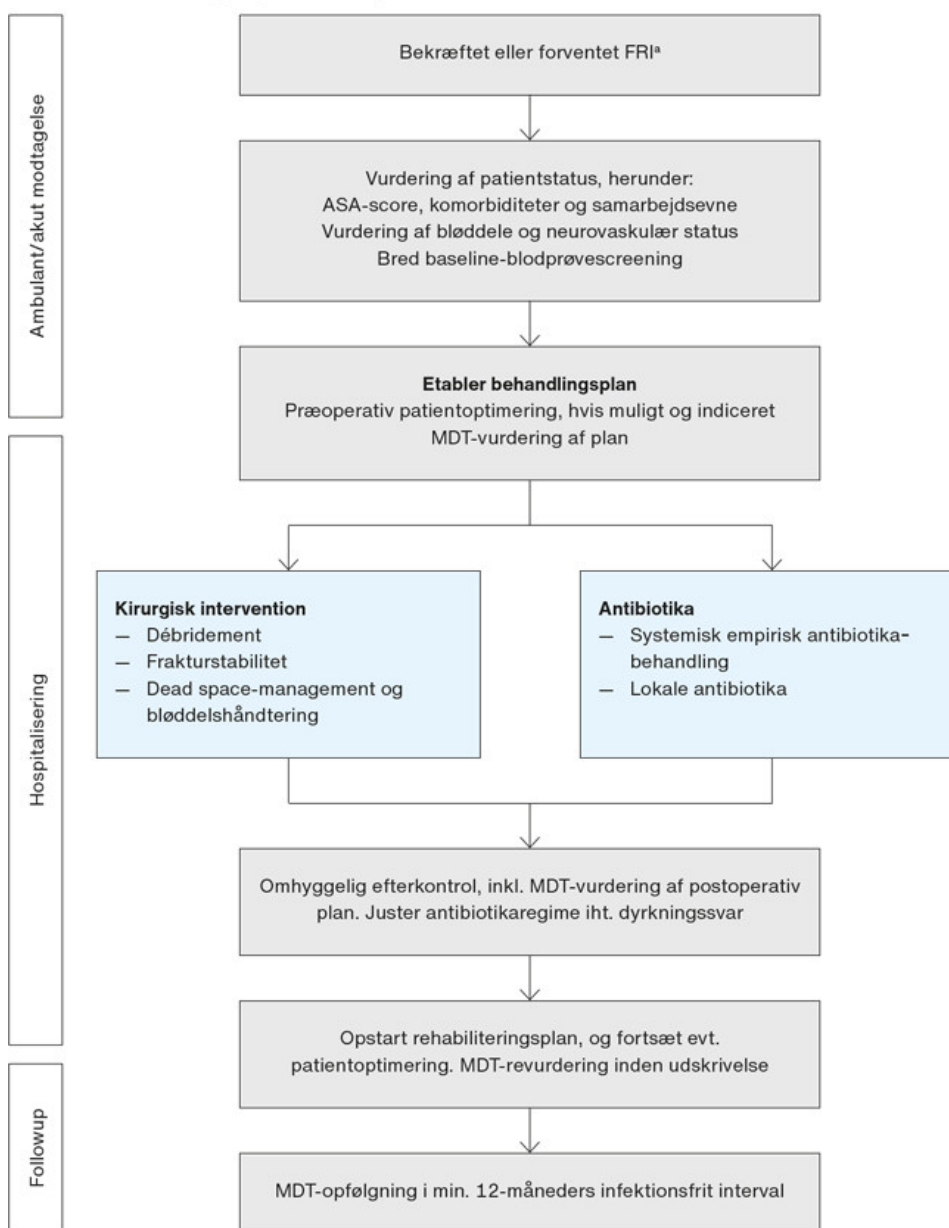 Ambulant/akut modtagelse
Bekræftet eller forventet FRIª
Vurdering af patientstatus, herunder:
ASA-score, komorbiditeter og samarbejdsevne
Vurdering af bløddele og neurovaskulær status
Bred baseline-blodprøvescreening
Etabler behandlingsplan
Præoperativ patientoptimering, hvis muligt og indiceret
MDT-vurdering af plan
Hospitalisering
Kirurgisk intervention
— Débridement
— Frakturstabilitet
— Dead space-management og
bløddelshåndtering
Antibiotika
— Systemisk empirisk antibiotika-
behandling
— Lokale antibiotika
Omhyggelig efterkontrol, inkl. MDT-vurdering af postoperativ
plan. Juster antibiotikaregime iht. dyrkningssvar
Opstart rehabiliteringsplan, og fortsæt evt.
patientoptimering. MDT-revurdering inden udskrivelse
Followup
MDT-opfølgning i min. 12-måneders infektionsfrit interval